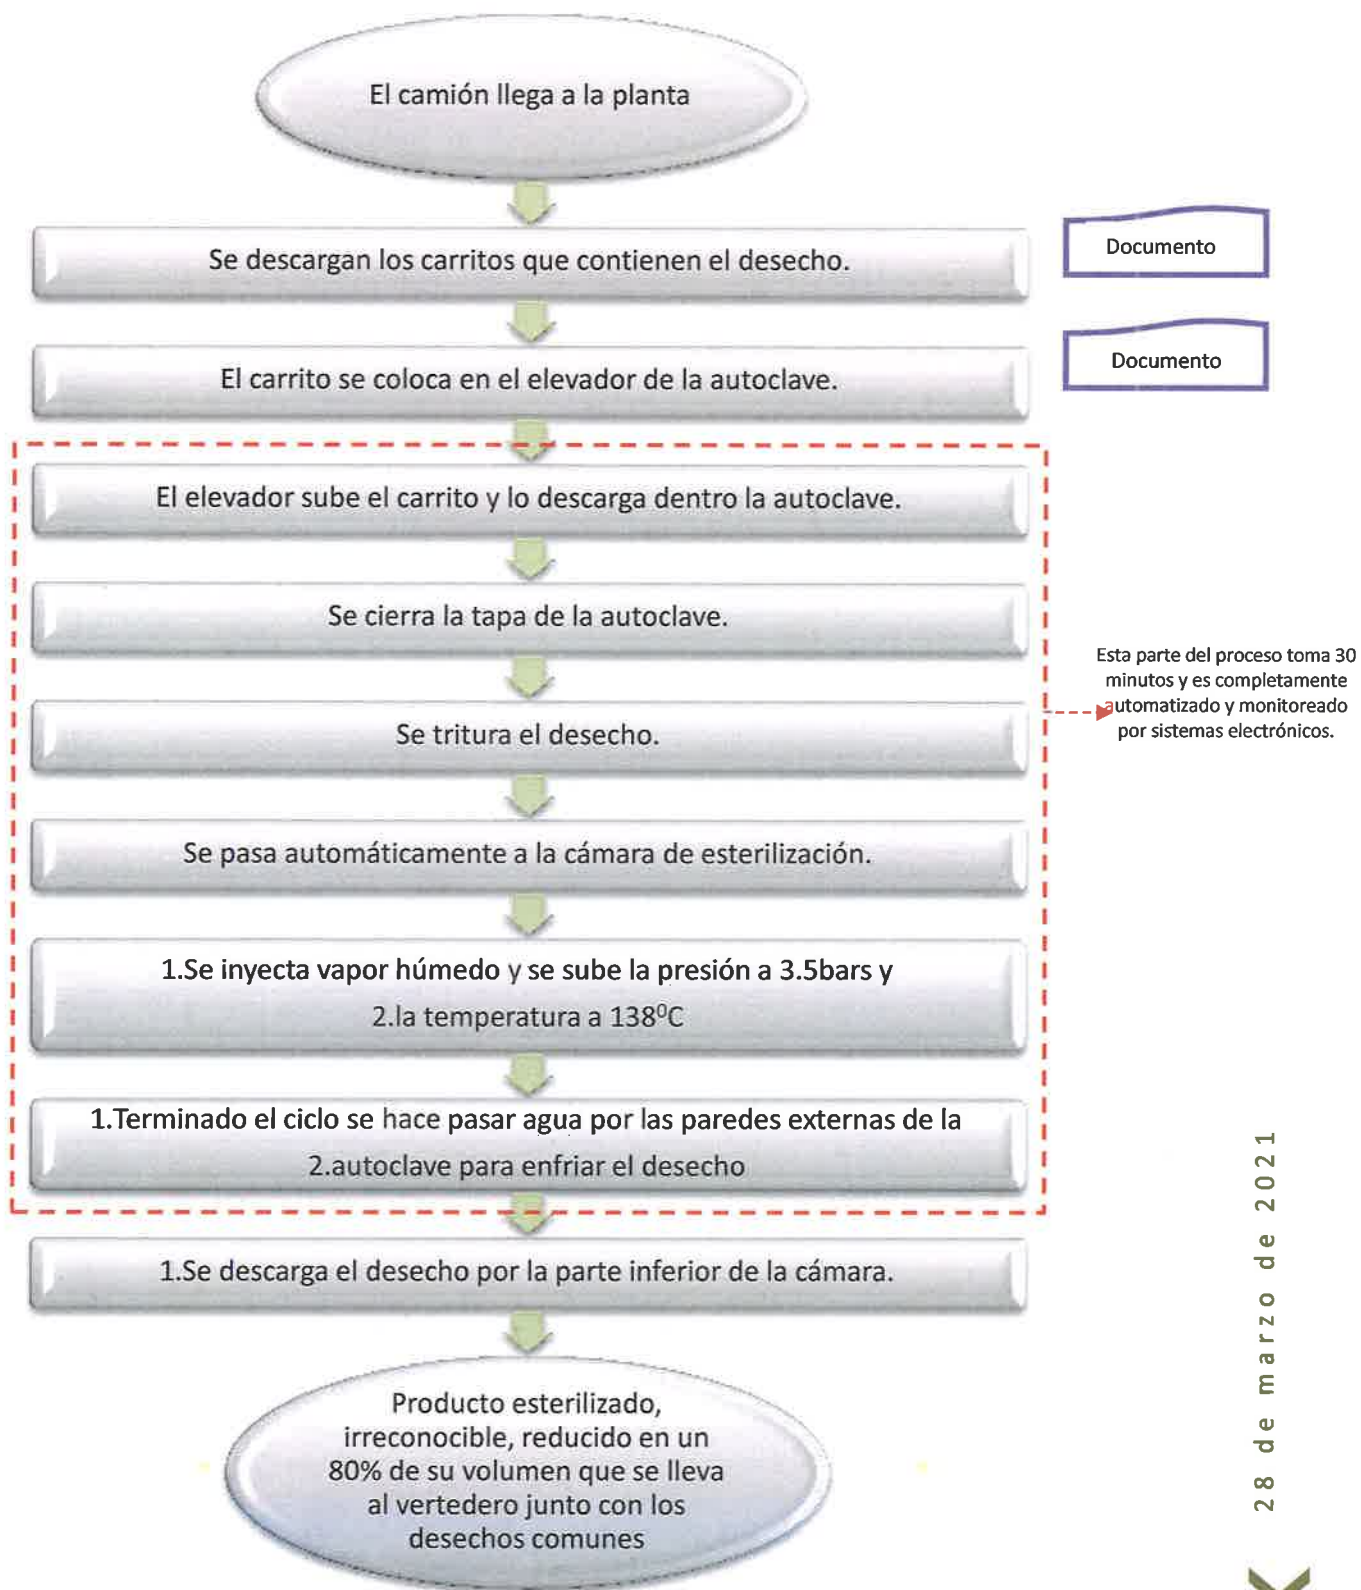 El camión llega a la planta
Se descargan los carritos que contienen el desecho.
Documento
El carrito se coloca en el elevador de la autoclave.
Documento
El elevador sube el carrito y lo descarga dentro la autoclave.
Se cierra la tapa de la autoclave.
Esta parte del proceso toma 30
minutos y es completamente
automatizado y monitoreado
por sistemas electrónicos.
Se tritura el desecho.
Se pasa automáticamente a la cámara de esterilización.
1.Se inyecta vapor húmedo y se sube la presión a 3.5bars y
2.la temperatura a 138⁰C
1.Terminado el ciclo se hace pasar agua por las paredes externas de la
2.autoclave para enfriar el desecho
1.Se descarga el desecho por la parte inferior de la cámara.
Producto esterilizado,
irreconocible, reducido en un
80% de su volumen que se lleva
al vertedero junto con los
desechos comunes
28 de marzo de 2021